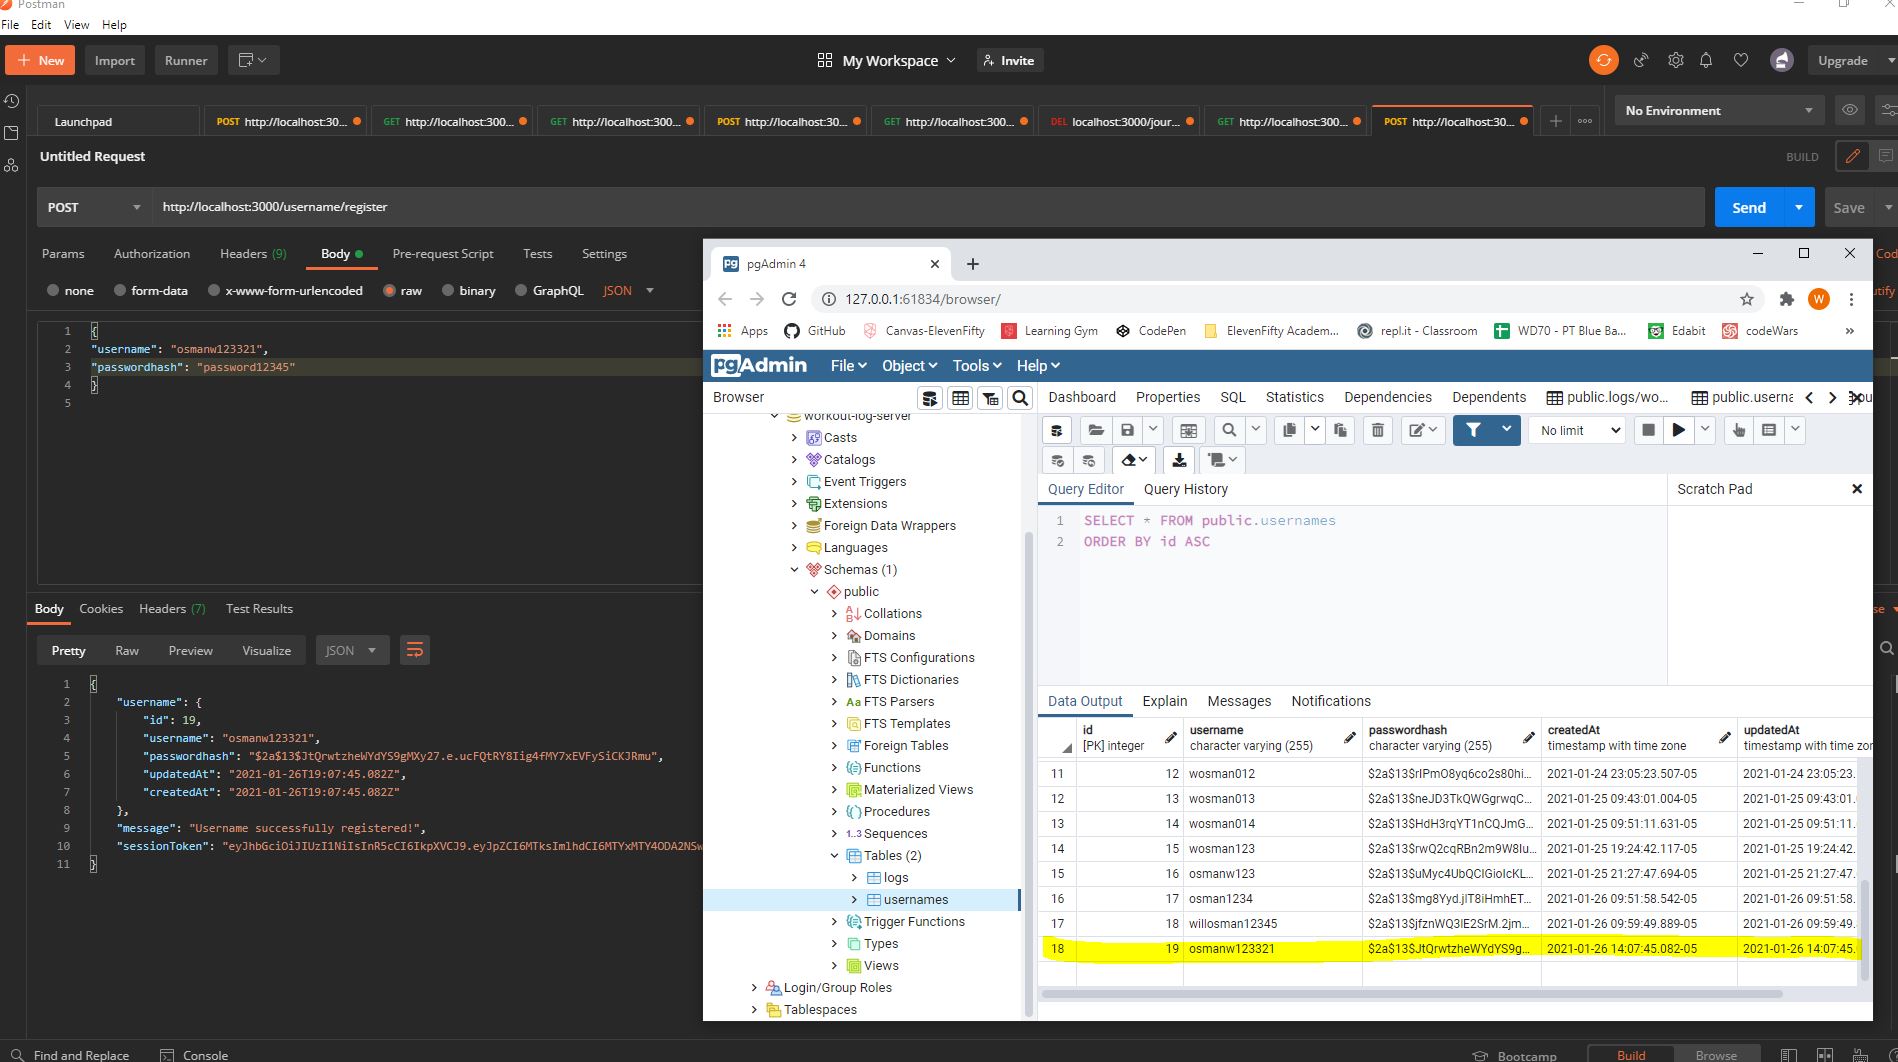 Postman
File Edit View Help
New Import Runner My Workspace Invite Upgrade
Launchpad POST http://localhost:30... GET http://localhost:300... GET http://localhost:300... POST http://localhost:30... GET http://localhost:300... DEL localhost:3000/jour... GET http://localhost:300... POST http://localhost:30... No Environment
Untitled Request BUILD
POST http://localhost:3000/username/register Send Save
Params Authorization Headers (9) Body Pre-request Script Tests Settings
none form-data x-www-form-urlencoded raw binary GraphQL JSON
1 {
2 "username": "osmanw123321",
3 "passwordhash": "password12345"
4 }
5
Body Cookies Headers (7) Test Results
Pretty Raw Preview Visualize JSON
1 {
2 "username": {
3 "id": 19,
4 "username": "osmanw123321",
5 "passwordhash": "$2a$13$JtQrwtzheWYdYS9gMXy27.e.ucFQtRY8Iig4fMY7xEVFySiCKJRmu",
6 "updatedAt": "2021-01-26T19:07:45.082Z",
7 "createdAt": "2021-01-26T19:07:45.082Z"
8 },
9 "message": "Username successfully registered!",
10 "sessionToken": "eyJhbGciOiJIUzI1NiIsInR5cCI6IkpXVCJ9.eyJpZCI6MTksImlhdCI6MTYxMTY4ODA2NSw
11 }
pgAdmin 4
127.0.0.1:61834/browser/ W
Apps GitHub Canvas-ElevenFifty Learning Gym CodePen ElevenFifty Academ... repl.it - Classroom WD70 - PT Blue Ba... Edabit codeWars »
pgAdmin File Object Tools Help
Browser
workout-log-server
Casts
Catalogs
Event Triggers
Extensions
Foreign Data Wrappers
Languages
Schemas (1)
public
Collations
Domains
FTS Configurations
FTS Dictionaries
FTS Parsers
FTS Templates
Foreign Tables
Functions
Materialized Views
Procedures
Sequences
Tables (2)
logs
usernames
Trigger Functions
Types
Views
Login/Group Roles
Tablespaces
Dashboard Properties SQL Statistics Dependencies Dependents public.logs/wo... public.userna
No limit
Query Editor Query History Scratch Pad
1 SELECT * FROM public.usernames
2 ORDER BY id ASC
Data Output Explain Messages Notifications
id username passwordhash createdAt updatedAt
[PK] integer character varying (255) character varying (255) timestamp with time zone timestamp with time zor
11 12 wosman012 $2a$13$rIPmO8yq6co2s80hi... 2021-01-24 23:05:23.507-05 2021-01-24 23:05:23.
12 13 wosman013 $2a$13$neJD3TkQWGgrwqC... 2021-01-25 09:43:01.004-05 2021-01-25 09:43:01.
13 14 wosman014 $2a$13$HdH3rqYT1nCQJmG... 2021-01-25 09:51:11.631-05 2021-01-25 09:51:11.
14 15 wosman123 $2a$13$rwQ2cqRBn2m9W8Iu... 2021-01-25 19:24:42.117-05 2021-01-25 19:24:42.
15 16 osmanw123 $2a$13$uMyc4UbQCIGioIcKL... 2021-01-25 21:27:47.694-05 2021-01-25 21:27:47.
16 17 osman1234 $2a$13$mg8Yyd.jIT8iHmhET... 2021-01-26 09:51:58.542-05 2021-01-26 09:51:58.
17 18 willosman12345 $2a$13$jfznWQ3IE2SrM.2jm... 2021-01-26 09:59:49.889-05 2021-01-26 09:59:49.
18 19 osmanw123321 $2a$13$JtQrwtzheWYdYS9g... 2021-01-26 14:07:45.082-05 2021-01-26 14:07:45.
Find and Replace Console Bootcamp Build Browse